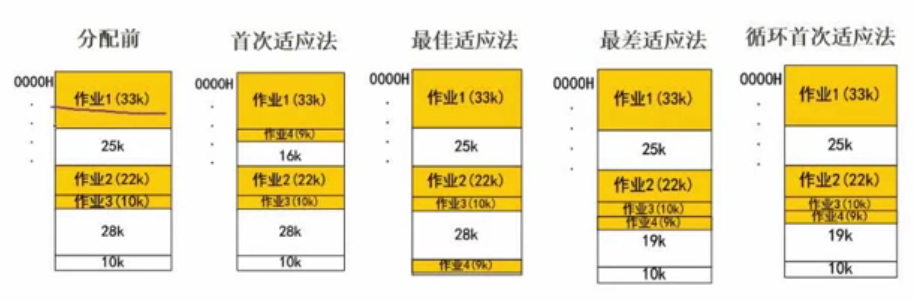 分配前
0000H
作业1(33k)
25k
作业2(22k)
作业3(10k)
28k
10k
首次适应法
0000H
作业1(33k)
作业4(9k)
16k
作业2(22k)
作业3(10k)
28k
10k
最佳适应法
0000H
作业1(33k)
25k
作业2(22k)
作业3(10k)
28k
作业4(9k)
最差适应法
0000H
作业1(33k)
25k
作业2(22k)
作业3(10k)
作业4(9k)
19k
10k
循环首次适应法
0000H
作业1(33k)
25k
作业2(22k)
作业3(10k)
作业4(9k)
19k
10k